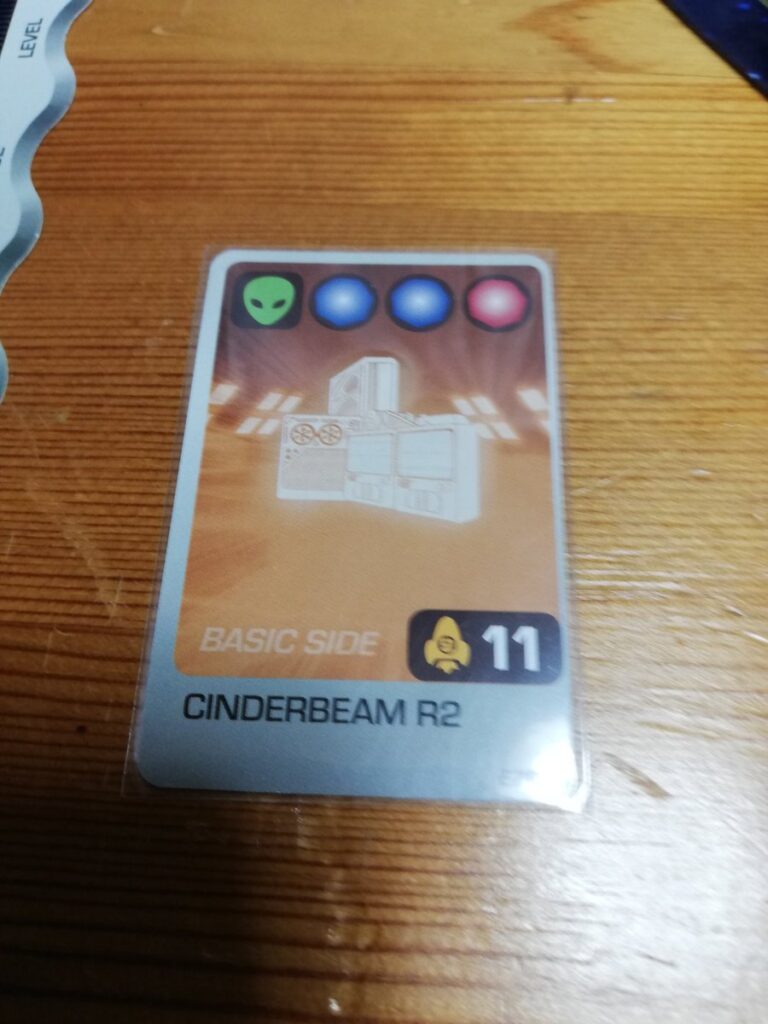 LEVEL
BASIC SIDE
11
CINDERBEAM R2